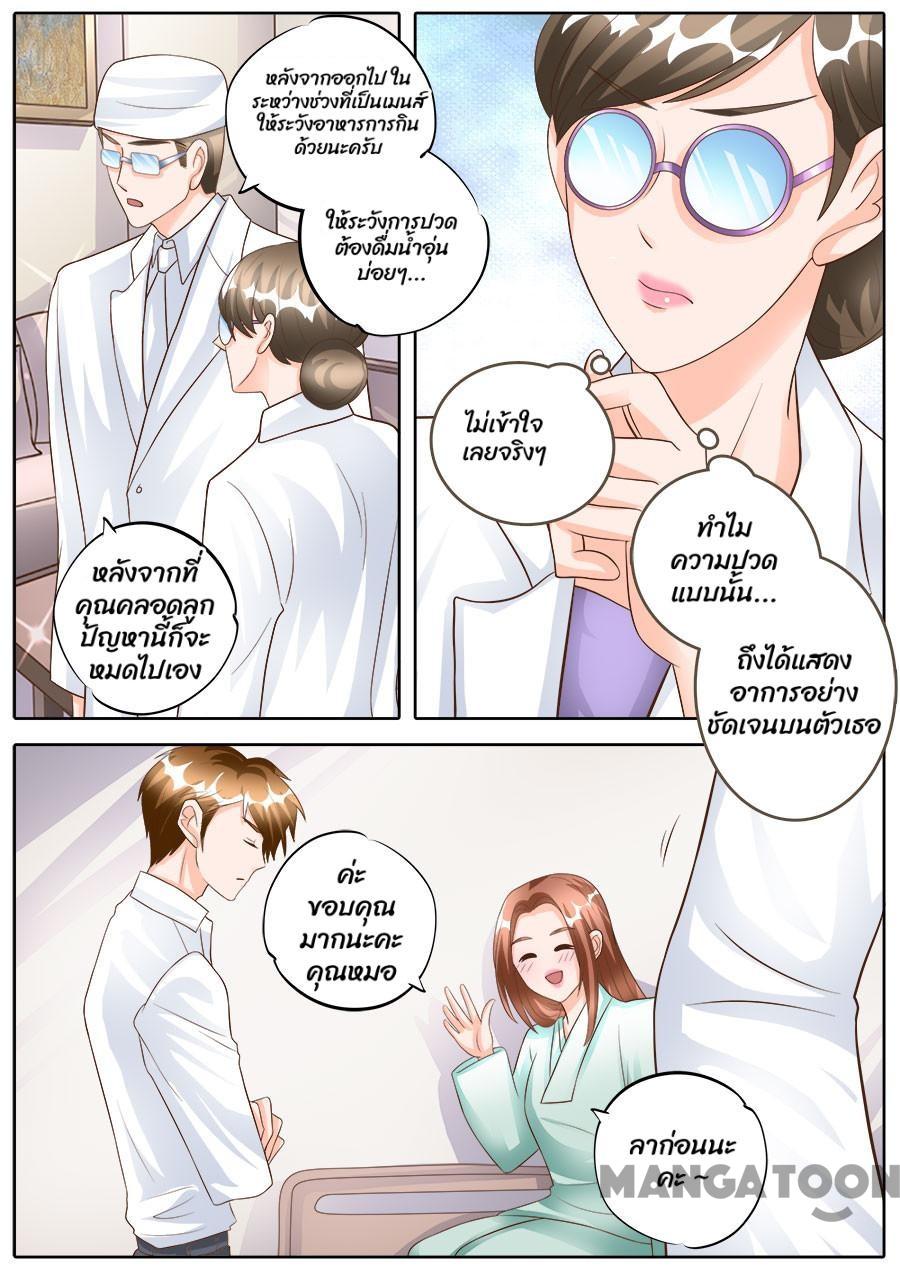 หลังจากออกไป ใน
ระหว่างช่วงที่เป็นเมนส์
ให้ระวังอาหารการกิน
ด้วยนะครับ
ให้ระวังการปวด
ต้องดื่มน้ำอุ่น
บ่อยๆ...
หลังจากที่
คุณคลอดลูก
ปัญหานี้ก็จะ
หมดไปเอง
ไม่เข้าใจ
เลยจริงๆ
ทำไม
ความปวด
แบบนั้น...
ถึงได้แสดง
อาการอย่าง
ชัดเจนบนตัวเธอ
ค่ะ
ขอบคุณ
มากนะคะ
คุณหมอ
ลาก่อนนะ
คะ ~
MANGATOON